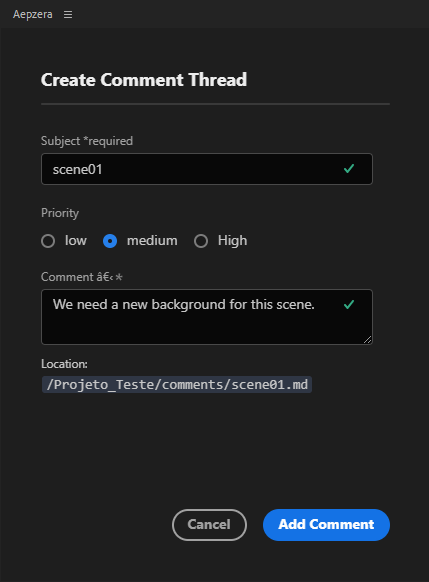 Aepzera
Create Comment Thread
Subject *required
scene01
Priority
low medium High
Comment â€‹*
We need a new background for this scene.
Location:
/Projeto_Teste/comments/scene01.md
Cancel Add Comment